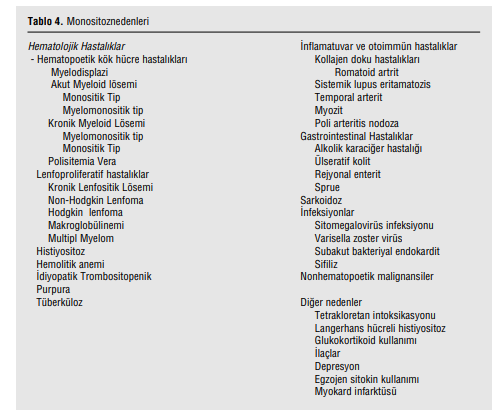 Tablo 4. Monositoznedenleri
Hematolojik Hastalıklar
- Hematopoetik kök hücre hastalıkları
Myelodisplazi
Akut Myeloid lösemi
Monositik Tip
Myelomonositik tip
Kronik Myeloid Lösemi
Myelomonositik tip
Monositik Tip
Polisitemia Vera
Lenfoproliferatif hastalıklar
Kronik Lenfositik Lösemi
Non-Hodgkin Lenfoma
Hodgkin lenfoma
Makroglobülinemi
Multipl Myelom
Histiyositoz
Hemolitik anemi
İdiyopatik Trombositopenik
Purpura
Tüberküloz
İnflamatuvar ve otoimmün hastalıklar
Kollajen doku hastalıkları
Romatoid artrit
Sistemik lupus eritamatozis
Temporal arterit
Myozit
Poli arteritis nodoza
Gastrointestinal Hastalıklar
Alkolik karaciğer hastalığı
Ülseratif kolit
Rejyonal enterit
Sprue
Sarkoidoz
İnfeksiyonlar
Sitomegalovirüs infeksiyonu
Varisella zoster virüs
Subakut bakteriyal endokardit
Sifiliz
Nonhematopoetik malignansiler
Diğer nedenler
Tetrakloretan intoksikasyonu
Langerhans hücreli histiyositoz
Glukokortikoid kullanımı
İlaçlar
Depresyon
Egzojen sitokin kullanımı
Myokard infarktüsü